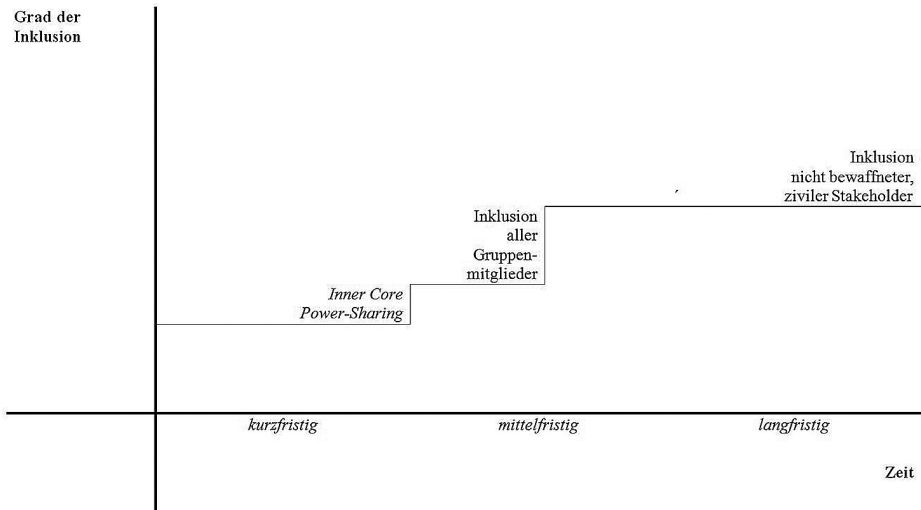 Grad der
Inklusion
Inklusion
nicht bewaffneter,
ziviler Stakeholder
Inklusion
aller
Gruppen-
mitglieder
Inner Core
Power-Sharing
kurzfristig
mittelfristig
langfristig
Zeit